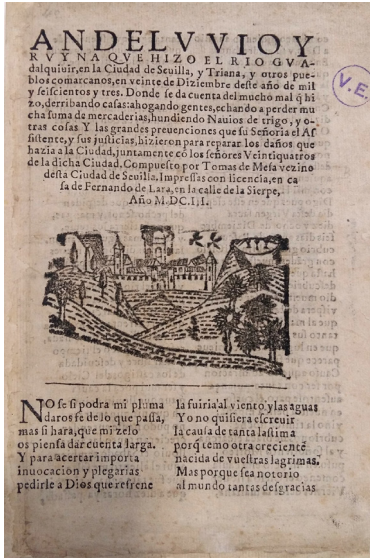 ANDELVVIO Y
RVYNA QVE HIZO EL RIO GVA-
dalquiuir, en la Ciudad de Seuilla, y Triana, y otros pue-
blos comarcanos, en veinte de Diziembre deste año de mil
y seiscientos y tres. Donde se da cuenta del mucho mal q̃ hi
zo, derribando casas: ahogando gentes, echando a perder mu
cha suma de mercaderias, hundiendo Nauios de trigo, y o-
tras cosas Y las grandes preuenciones que su Señoria el As
sistente, y sus justicias, hizieron para reparar los daños que
hazia a la Ciudad, juntamente cõ los señores Veintiquatros
de la dicha Ciudad. Compuesto por Tomas de Mesa vezino
desta Ciudad de Seuilla, Impressas con licencia, en ca
sa de Fernando de Lara, en la calle de la Sierpe,
Año M.DC.III.
V.E.
NO se si podra mi pluma
daros fe de lo que passa,
mas si hara, que mi zelo
os piensa dar cuenta larga.
Y para acertar importa
inuocacion y plegarias
pedirle a Dios que refrene
la furia al viento y las aguas
Y o no quisiera escreuir
la causa de tanta lastima
porq̃ temo otra creciente
nacida de vuestras lagrimas.
Mas porque sea notorio
al mundo tantas desgracias